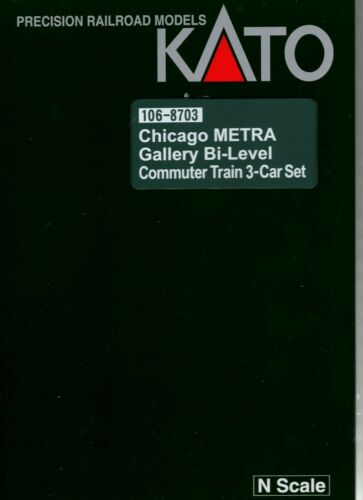 PRECISION RAILROAD MODELS
KATO
106-8703
Chicago METRA
Gallery Bi-Level
Commuter Train 3-Car Set
N Scale